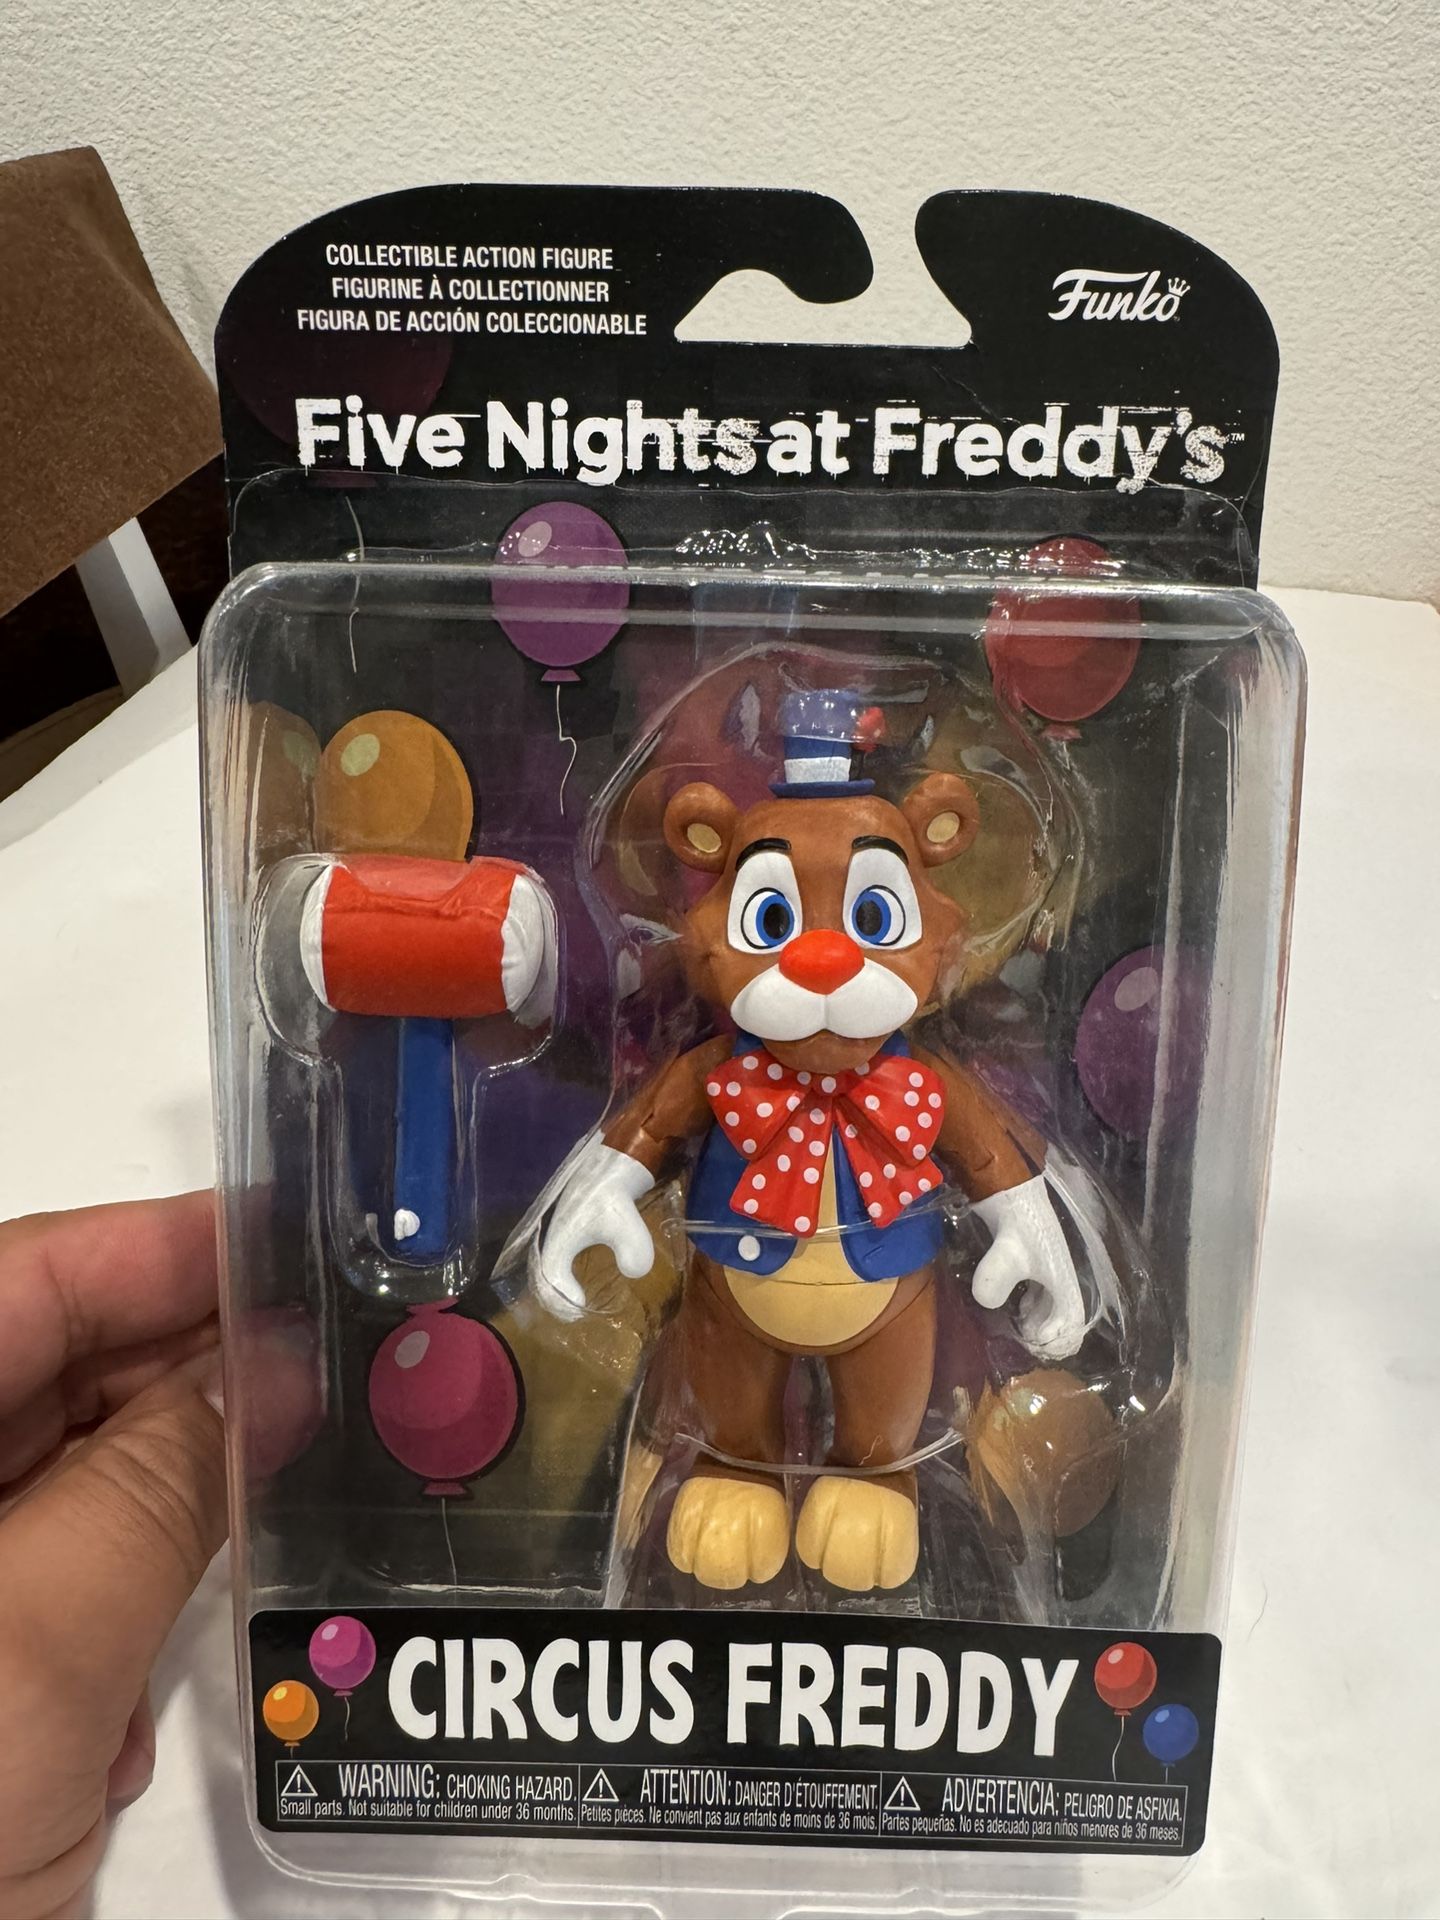 COLLECTIBLE ACTION FIGURE
FIGURINE À COLLECTIONNER
FIGURA DE ACCIÓN COLECCIONABLE
Funko
Five Nights at Freddy's™
CIRCUS FREDDY
⚠ WARNING: CHOKING HAZARD.
Small parts. Not suitable for children under 36 months.
⚠ ATTENTION: DANGER D'ÉTOUFFEMENT.
Petites pièces. Ne convient pas aux enfants de moins de 36 mois.
⚠ ADVERTENCIA: PELIGRO DE ASFIXIA.
Partes pequeñas. No es adecuado para niños menores de 36 meses.